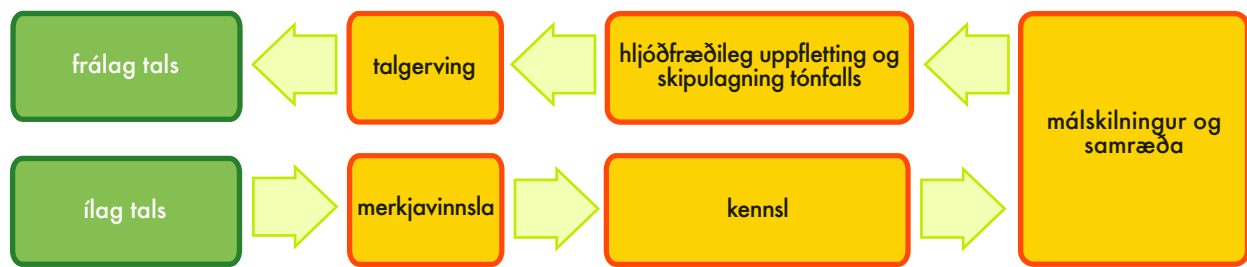 frálag tals
talgerving
hljóðfræðileg uppfletting og
skipulagning tónfalls
málskilningur og
samræða
ílag tals
merkjavinnsla
kennsl